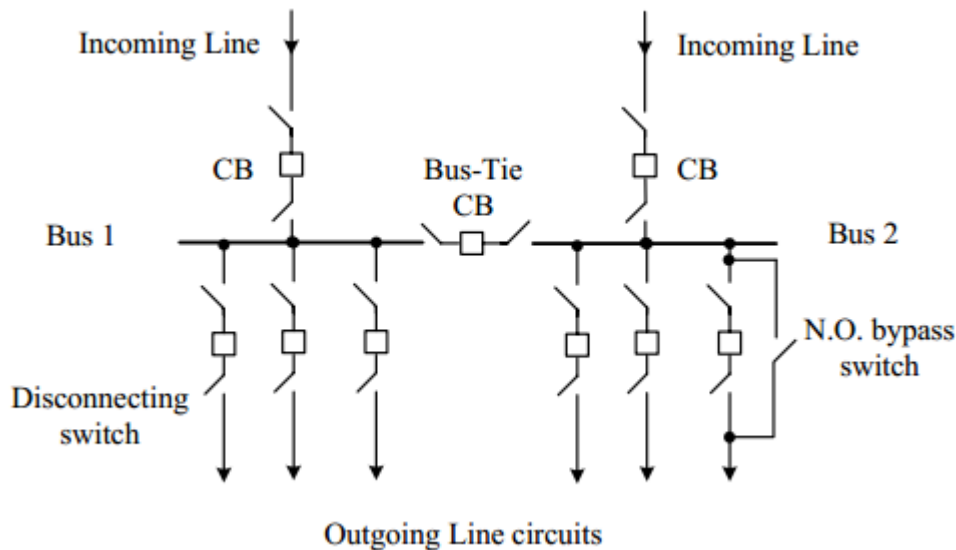 Incoming Line
Incoming Line
CB
Bus-Tie
CB
CB
Bus 1
Bus 2
N.O. bypass
switch
Disconnecting
switch
Outgoing Line circuits